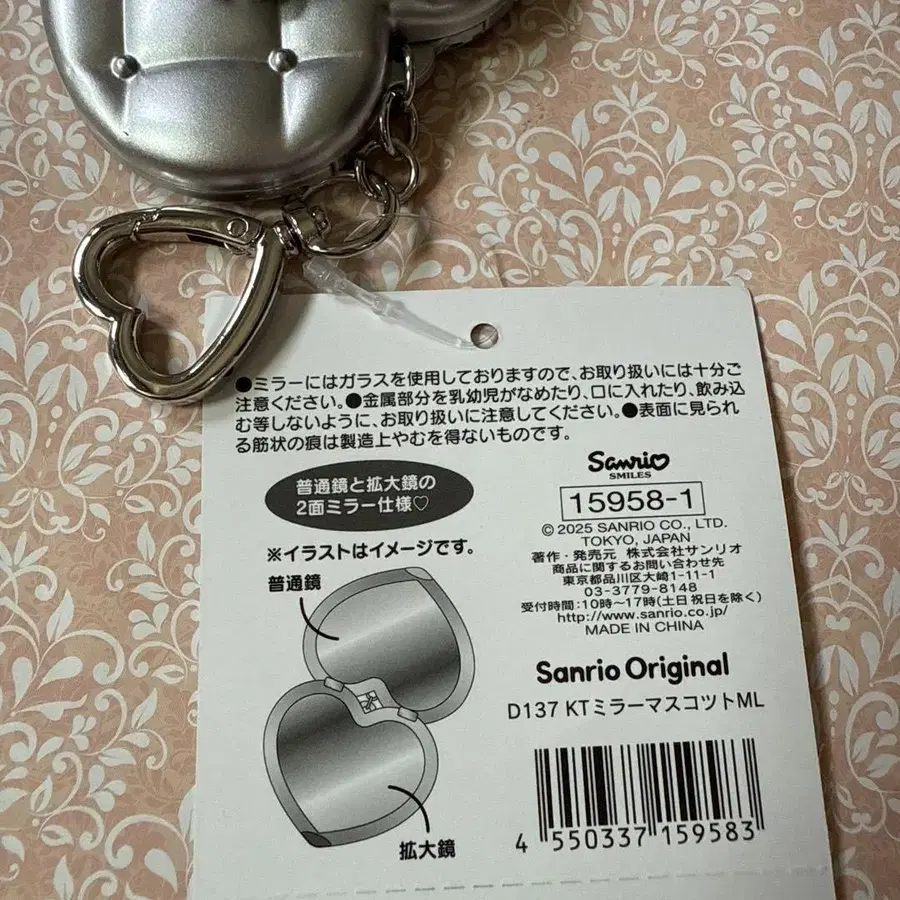 ●ミラーにはガラスを使用しておりますので、お取り扱いには十分ご
注意ください。●金属部分を乳幼児がなめたり、口に入れたり、飲み込
む等しないように、お取り扱いに注意してください。●表面に見られ
る筋状の痕は製造上やむを得ないものです。
普通鏡と拡大鏡の
2面ミラー仕様♡
※イラストはイメージです。
普通鏡
拡大鏡
Sanrio
SMILES
15958-1
© 2025 SANRIO CO., LTD.
TOKYO, JAPAN
著作・発売元 株式会社サンリオ
商品に関するお問い合わせ先
東京都品川区大崎1-11-1
03-3779-8148
受付時間:10時〜17時(土日祝日を除く)
http://www.sanrio.co.jp/
MADE IN CHINA
Sanrio Original
D137 KTミラーマスコットML
4 550337 159583